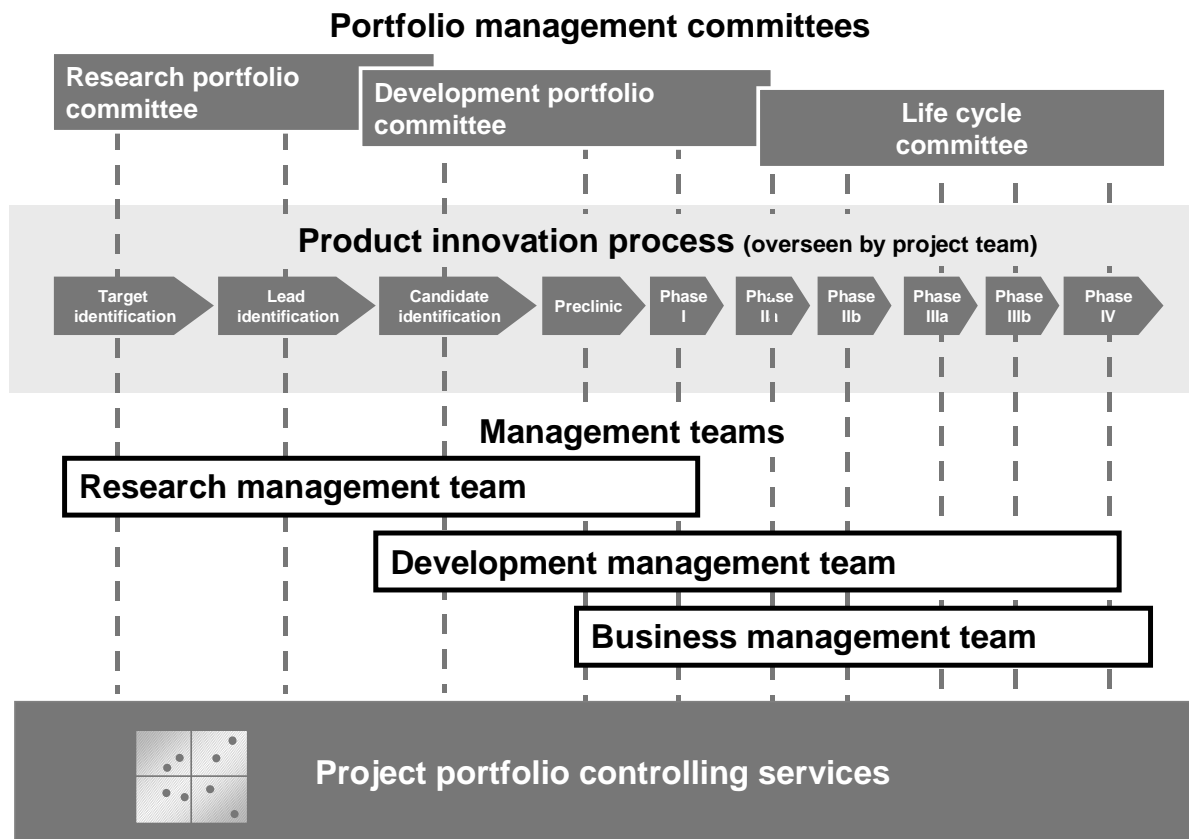 Portfolio management committees
Research portfolio
committee
Development portfolio
committee
Life cycle
committee
Product innovation process (overseen by project team)
Target
identification
Lead
identification
Candidate
identification
Preclinic
Phase
I
Phase
IIa
Phase
IIb
Phase
IIIa
Phase
IIIb
Phase
IV
Management teams
Research management team
Development management team
Business management team
Project portfolio controlling services